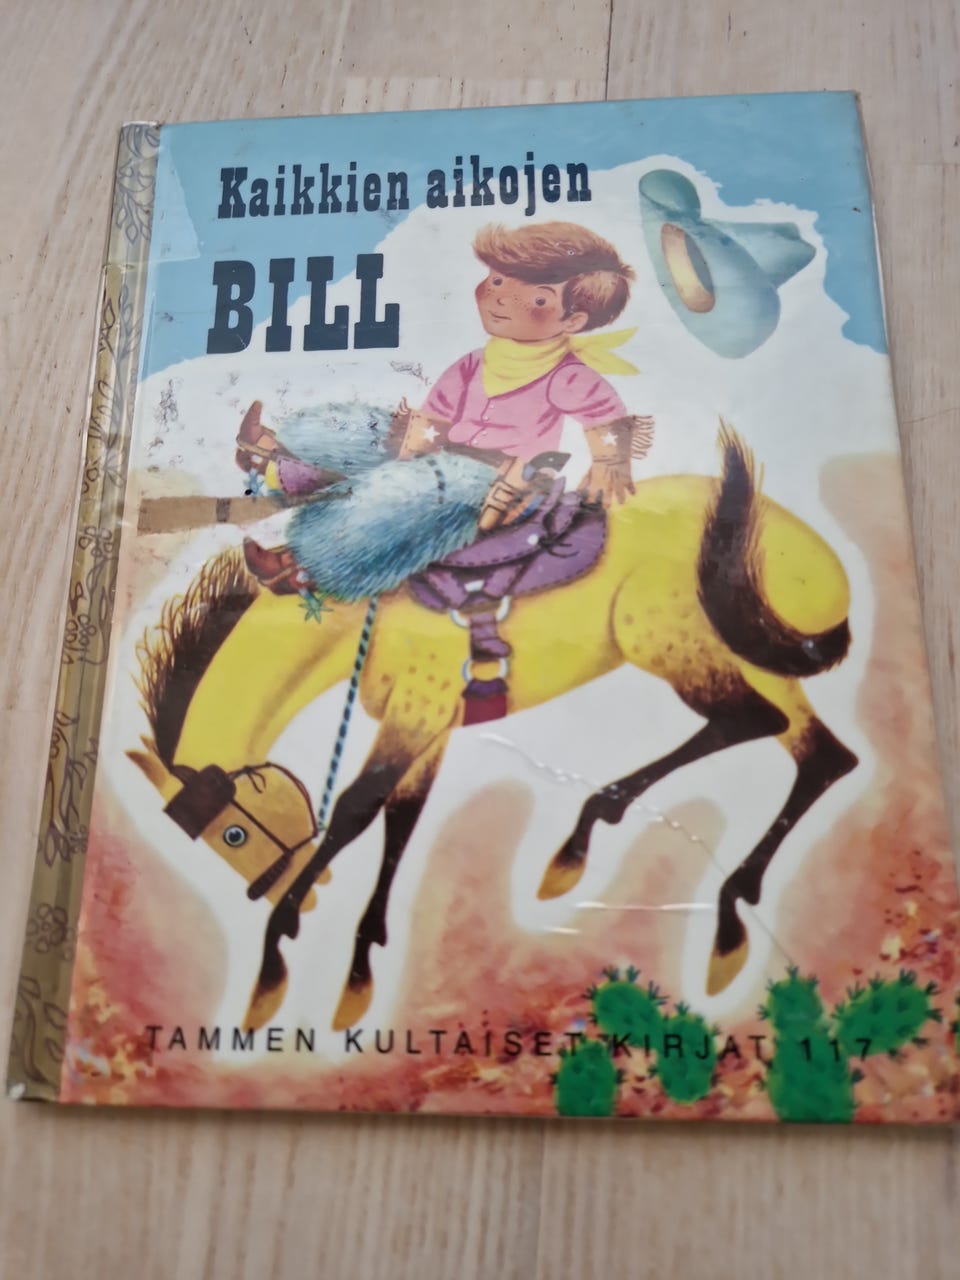 Kaikkien aikojen
BILL
TAMMEN KULTAISET KIRJAT 117